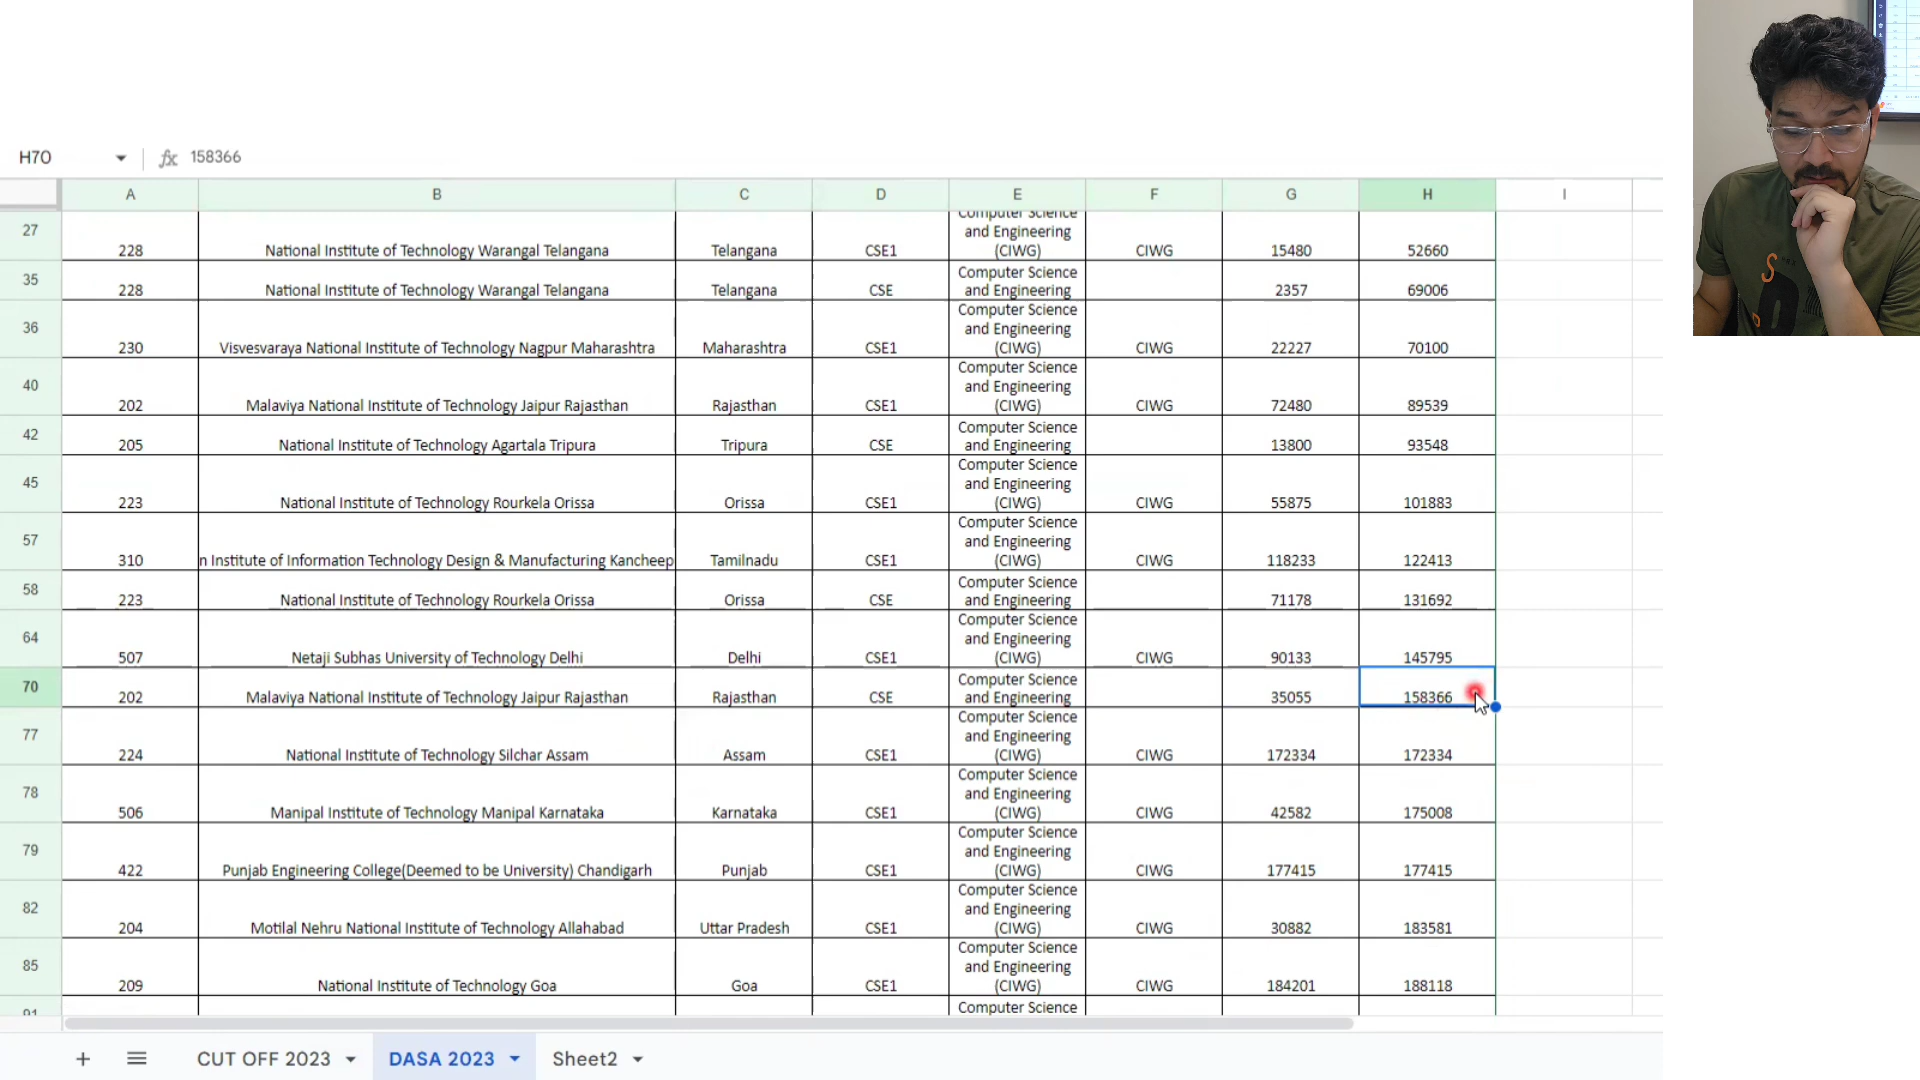 H70 fx 158366
A B C D E F G H I
27 228 National Institute of Technology Warangal Telangana Telangana CSE1 Computer Science and Engineering (CIWG) CIWG 15480 52660
35 228 National Institute of Technology Warangal Telangana Telangana CSE Computer Science and Engineering 2357 69006
36 230 Visvesvaraya National Institute of Technology Nagpur Maharashtra Maharashtra CSE1 Computer Science and Engineering (CIWG) CIWG 22227 70100
40 202 Malaviya National Institute of Technology Jaipur Rajasthan Rajasthan CSE1 Computer Science and Engineering (CIWG) CIWG 72480 89539
42 205 National Institute of Technology Agartala Tripura Tripura CSE Computer Science and Engineering 13800 93548
45 223 National Institute of Technology Rourkela Orissa Orissa CSE1 Computer Science and Engineering (CIWG) CIWG 55875 101883
57 310 n Institute of Information Technology Design & Manufacturing Kancheep Tamilnadu CSE1 Computer Science and Engineering (CIWG) CIWG 118233 122413
58 223 National Institute of Technology Rourkela Orissa Orissa CSE Computer Science and Engineering 71178 131692
64 507 Netaji Subhas University of Technology Delhi Delhi CSE1 Computer Science and Engineering (CIWG) CIWG 90133 145795
70 202 Malaviya National Institute of Technology Jaipur Rajasthan Rajasthan CSE Computer Science and Engineering 35055 158366
77 224 National Institute of Technology Silchar Assam Assam CSE1 Computer Science and Engineering (CIWG) CIWG 172334 172334
78 506 Manipal Institute of Technology Manipal Karnataka Karnataka CSE1 Computer Science and Engineering (CIWG) CIWG 42582 175008
79 422 Punjab Engineering College(Deemed to be University) Chandigarh Punjab CSE1 Computer Science and Engineering (CIWG) CIWG 177415 177415
82 204 Motilal Nehru National Institute of Technology Allahabad Uttar Pradesh CSE1 Computer Science and Engineering (CIWG) CIWG 30882 183581
85 209 National Institute of Technology Goa Goa CSE1 Computer Science and Engineering (CIWG) CIWG 184201 188118
91 Computer Science
+ CUT OFF 2023 DASA 2023 Sheet2